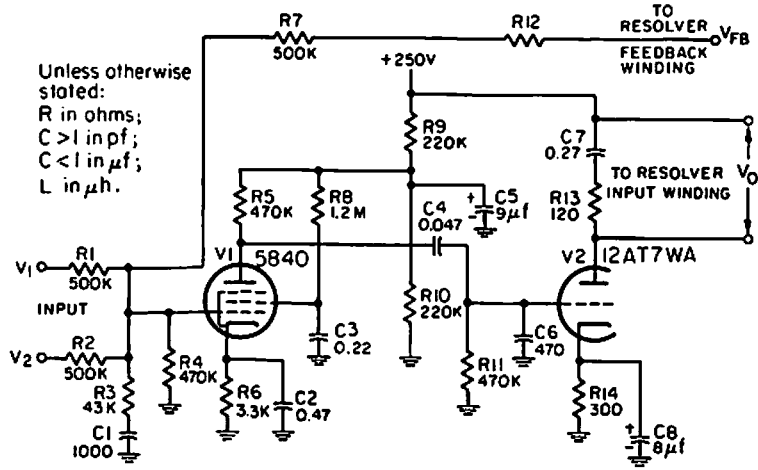 R7
500K
R12
TO
RESOLVER
FEEDBACK
WINDING
VFB
+250V
Unless otherwise
stated:
R in ohms;
C>1 in pf;
C<1 in μf;
L in μh.
R9
220K
C7
0.27
R5
470K
R8
1.2M
+
-
C5
9μf
C4
0.047
TO RESOLVER
INPUT WINDING
VO
R13
120
V1
5840
V2
12AT7WA
R1
500K
V1
INPUT
R10
220K
V2
R2
500K
R4
470K
C3
0.22
C6
470
R3
43K
R6
3.3K
C2
0.47
R11
470K
R14
300
C1
1000
+
-
C8
8μf